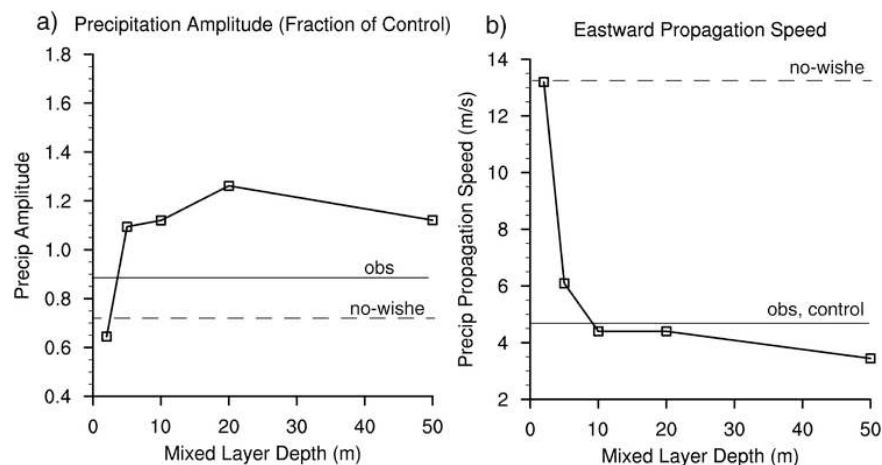 a) Precipitation Amplitude (Fraction of Control)
1.8
1.6
1.4
1.2
1.0
0.8
0.6
0.4
Precip Amplitude
obs
no-wishe
0 10 20 30 40 50
Mixed Layer Depth (m)
b) Eastward Propagation Speed
14
12
10
8
6
4
2
Precip Propagation Speed (m/s)
no-wishe
obs, control
0 10 20 30 40 50
Mixed Layer Depth (m)